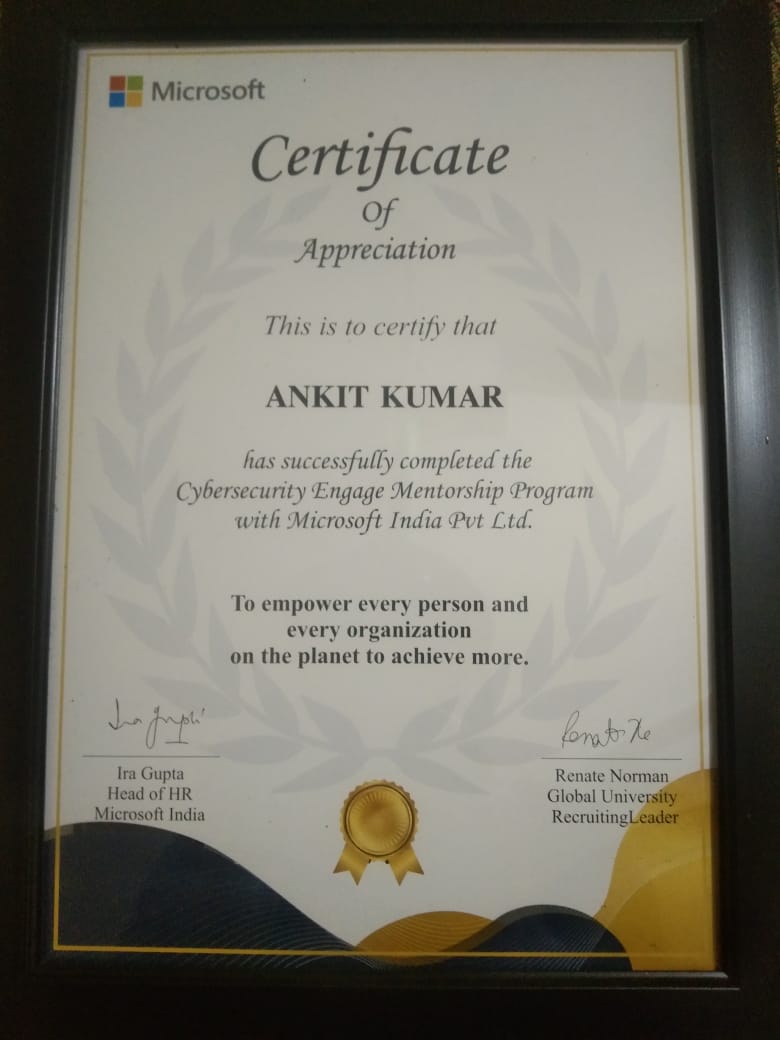 Microsoft
Certificate
Of
Appreciation
This is to certify that
ANKIT KUMAR
has successfully completed the
Cybersecurity Engage Mentorship Program
with Microsoft India Pvt Ltd.
To empower every person and
every organization
on the planet to achieve more.
Ira Gupta
Ira Gupta
Head of HR
Microsoft India
Renate Norman
Global University
RecruitingLeader